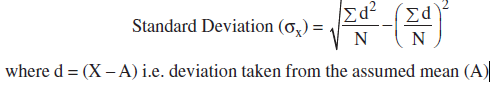 Standard Deviation (σₓ) = √(Σd²/N − (Σd/N)²)
where d = (X – A) i.e. deviation taken from the assumed mean (A)